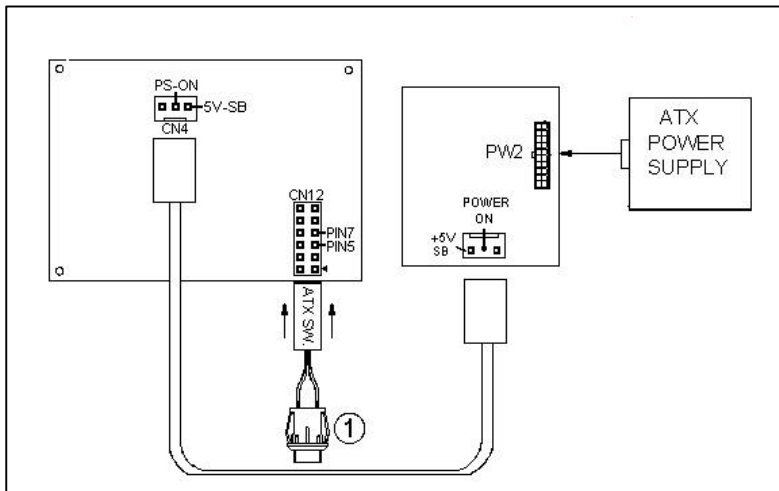 PS-ON
5V-SB
CN4
CN12
PIN7
PIN5
ATX SW.
1
PW2
POWER
ON
+5V
SB
ATX
POWER
SUPPLY